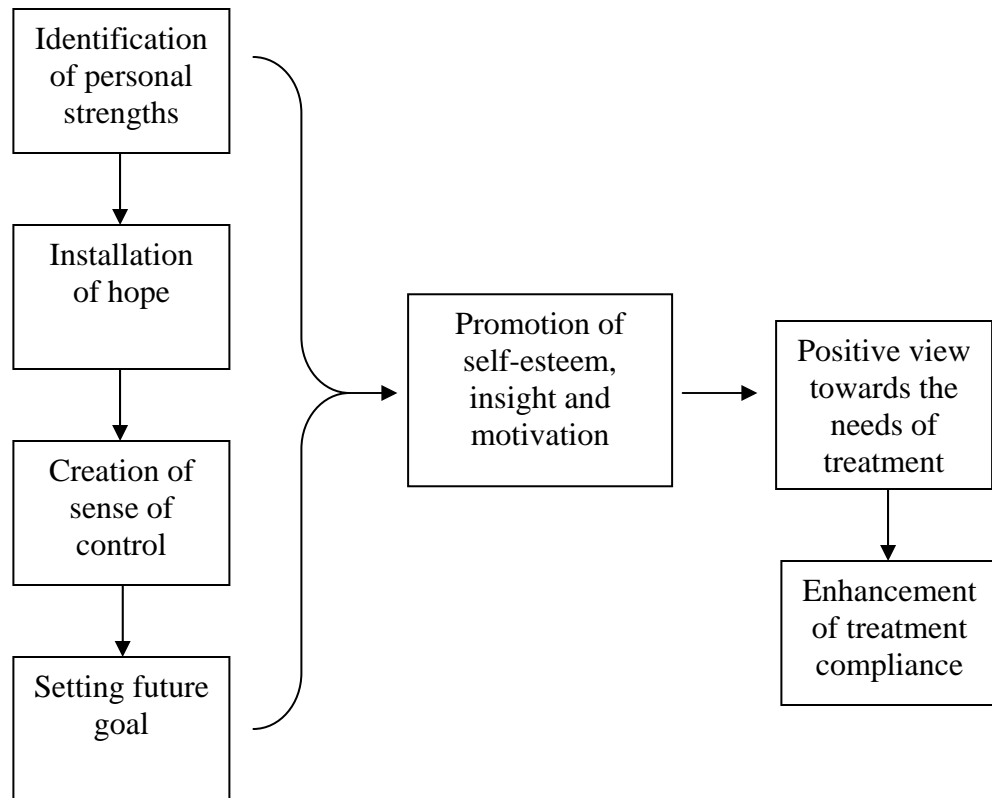 Identification
of personal
strengths
Installation
of hope
Creation of
sense of
control
Setting future
goal
Promotion of
self-esteem,
insight and
motivation
Positive view
towards the
needs of
treatment
Enhancement
of treatment
compliance